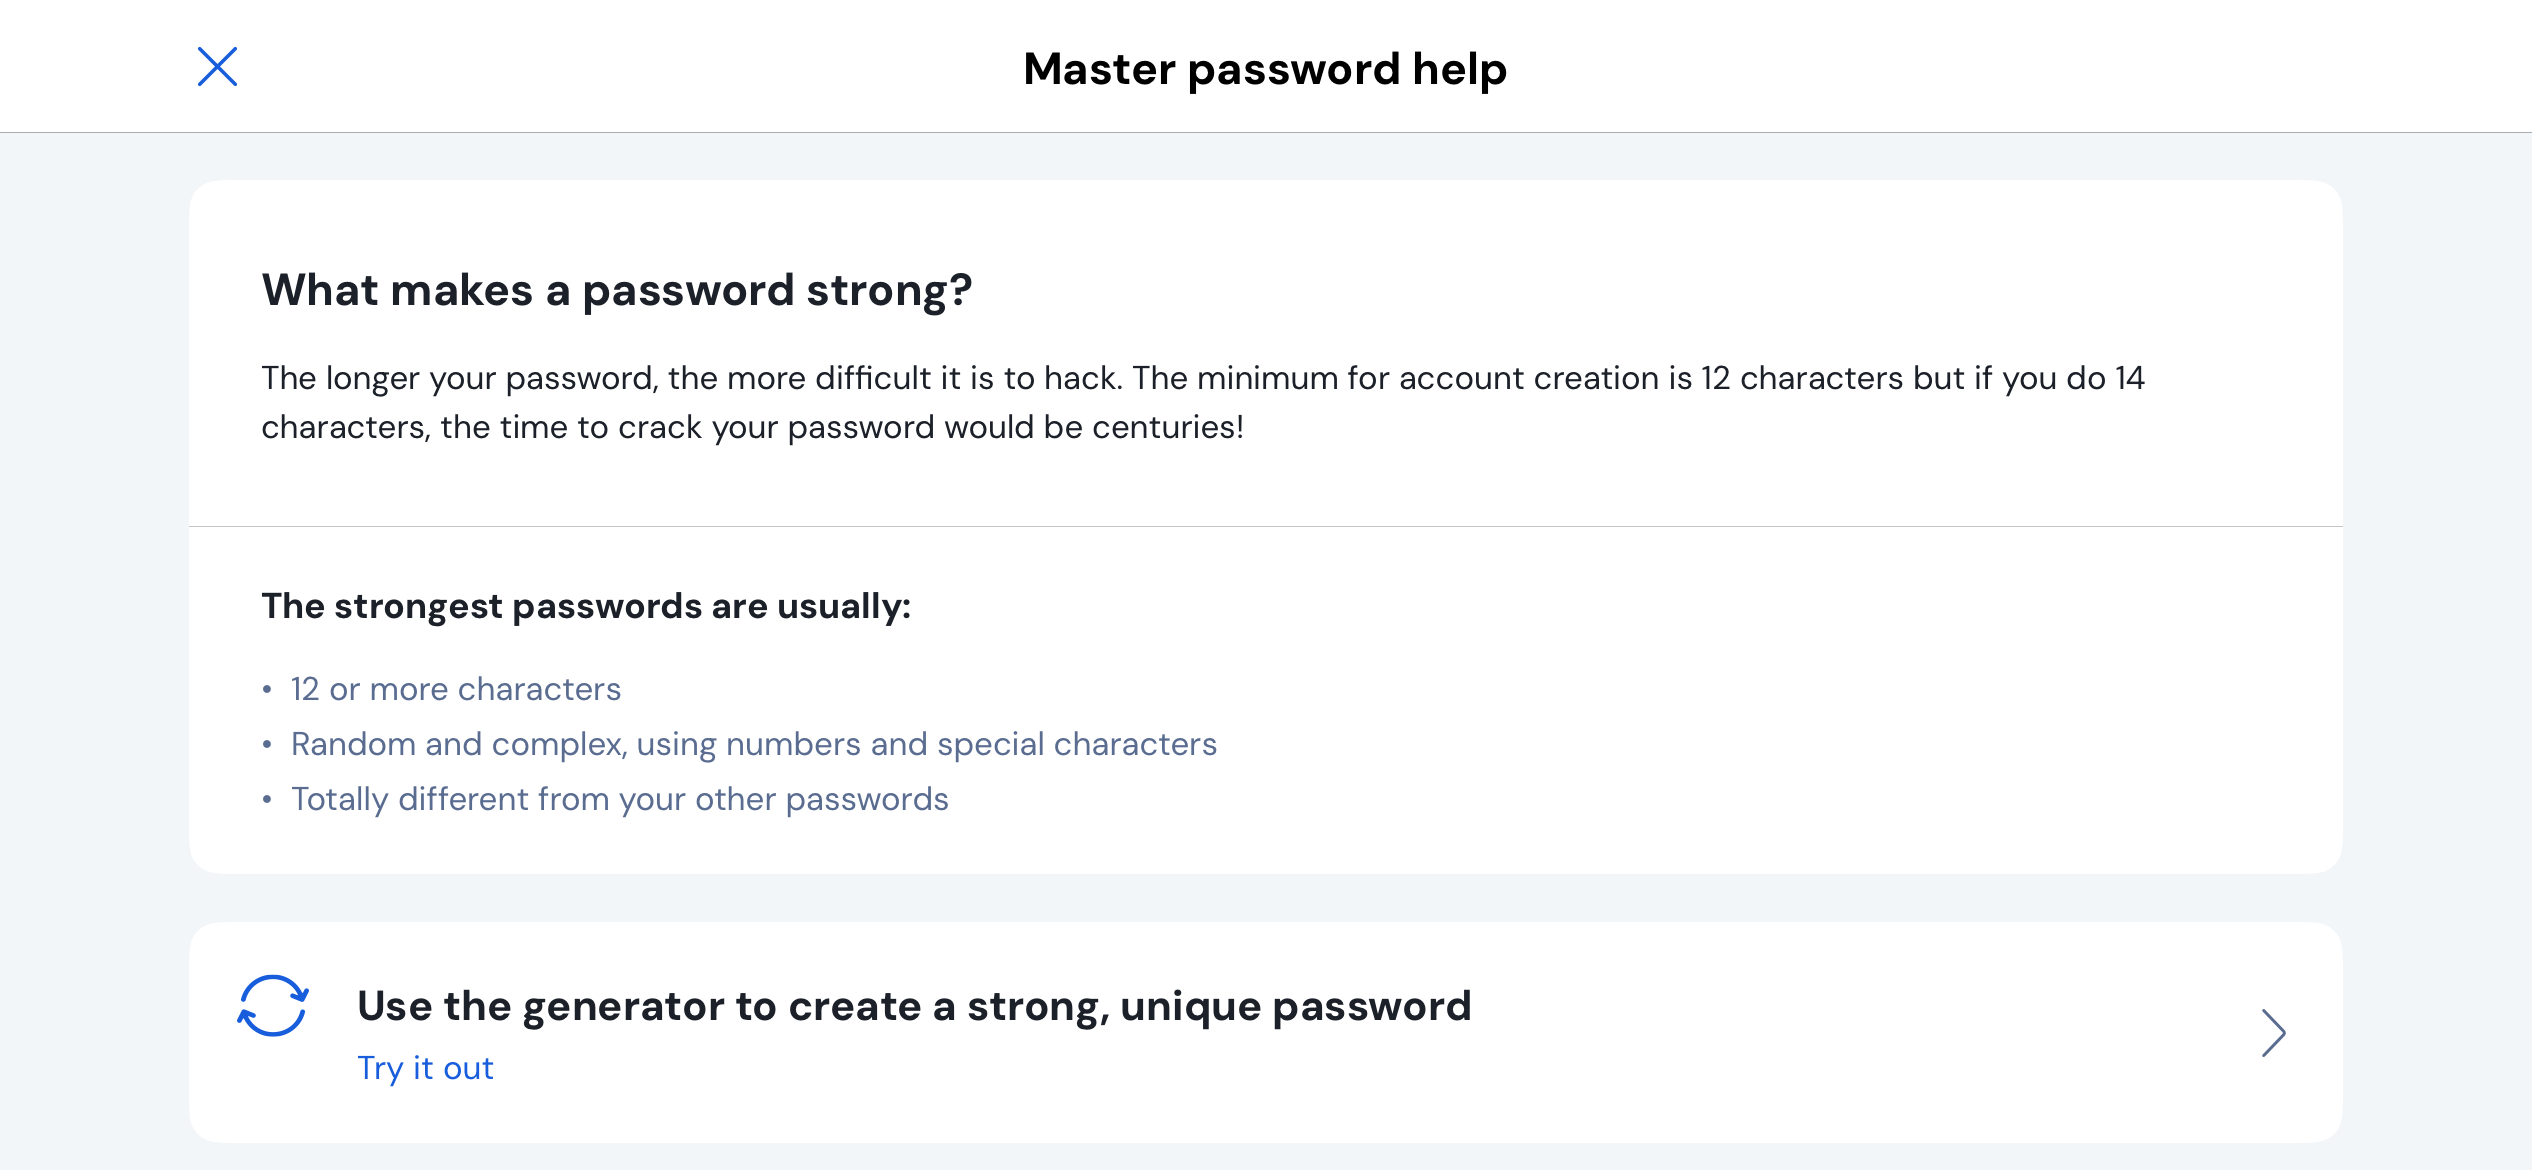 Master password help
What makes a password strong?
The longer your password, the more difficult it is to hack. The minimum for account creation is 12 characters but if you do 14
characters, the time to crack your password would be centuries!
The strongest passwords are usually:
• 12 or more characters
• Random and complex, using numbers and special characters
• Totally different from your other passwords
Use the generator to create a strong, unique password
Try it out